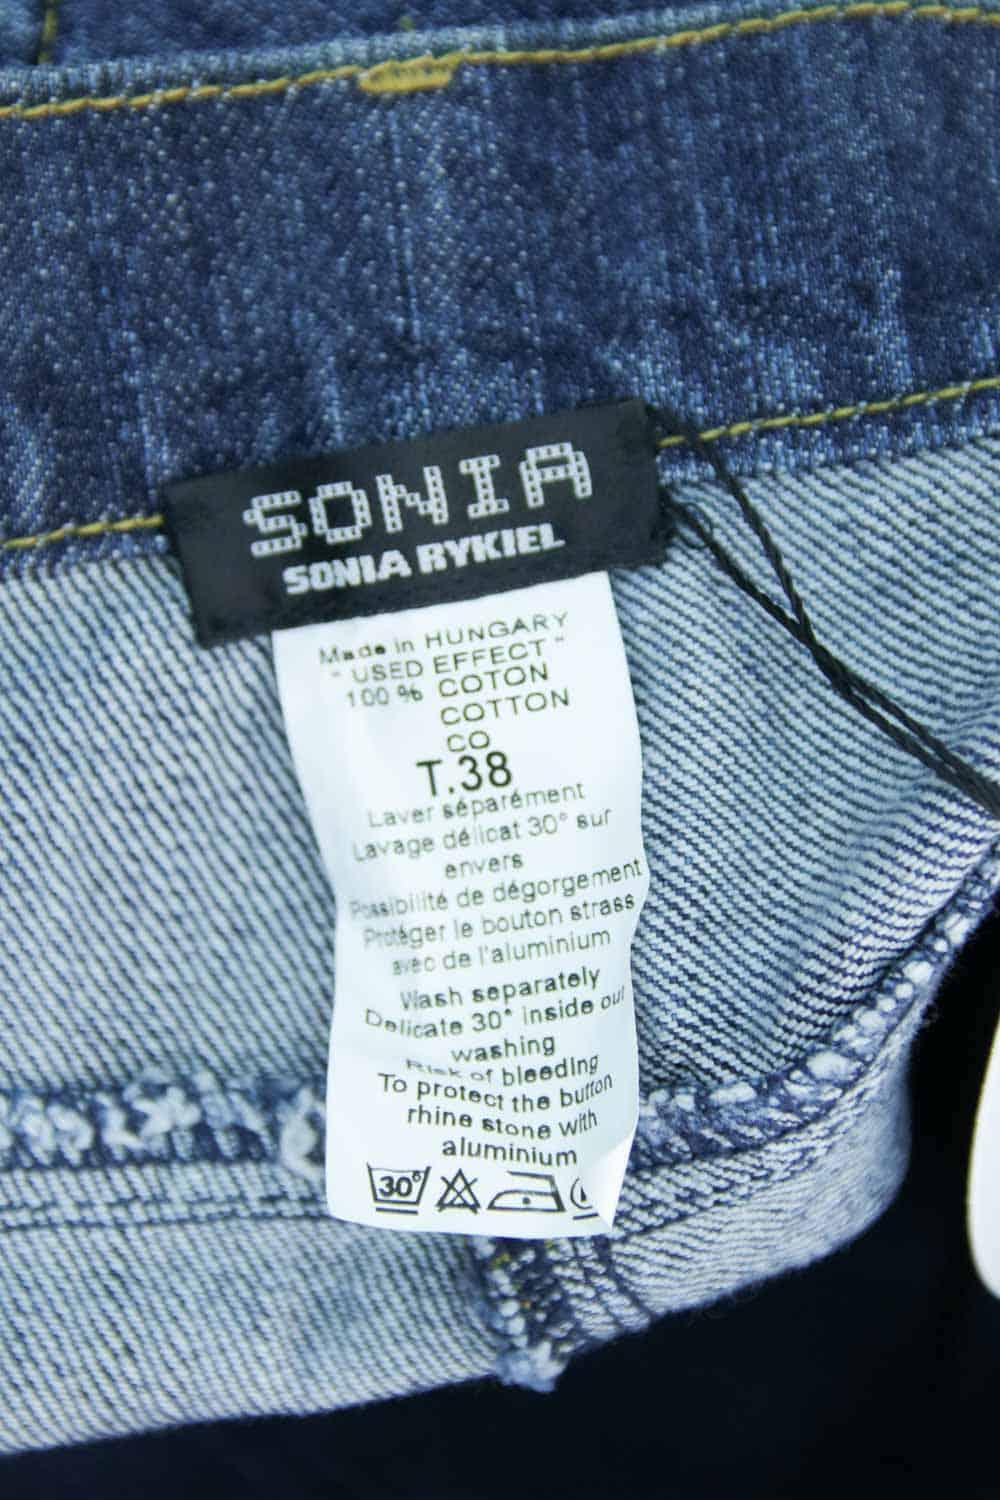 SONIA
SONIA RYKIEL
Made in HUNGARY
" USED EFFECT "
100 % COTON
COTTON
CO
T.38
Laver séparément
Lavage délicat 30° sur
envers
Possibilité de dégorgement
Protéger le bouton strass
avec de l'aluminium
Wash separately
Delicate 30° inside out
washing
Risk of bleeding
To protect the button
rhine stone with
aluminium
30°